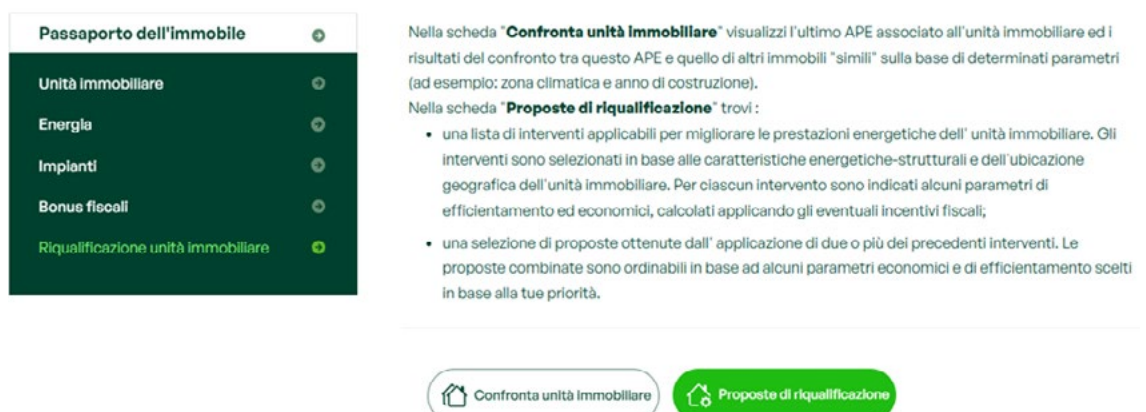 Passaporto dell'immobile
Unità immobiliare
Energia
Impianti
Bonus fiscali
Riqualificazione unità immobiliare
Nella scheda "Confronta unità immobiliare" visualizzi l'ultimo APE associato all'unità immobiliare ed i
risultati del confronto tra questo APE e quello di altri immobili "simili" sulla base di determinati parametri
(ad esempio: zona climatica e anno di costruzione).
Nella scheda "Proposte di riqualificazione" trovi :
• una lista di interventi applicabili per migliorare le prestazioni energetiche dell' unità immobiliare. Gli
interventi sono selezionati in base alle caratteristiche energetiche-strutturali e dell'ubicazione
geografica dell'unità immobiliare. Per ciascun intervento sono indicati alcuni parametri di
efficientamento ed economici, calcolati applicando gli eventuali incentivi fiscali;
• una selezione di proposte ottenute dall' applicazione di due o più dei precedenti interventi. Le
proposte combinate sono ordinabili in base ad alcuni parametri economici e di efficientamento scelti
in base alla tue priorità.
Confronta unità immobiliare
Proposte di riqualificazione